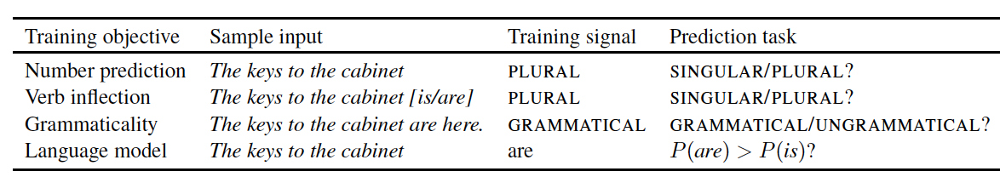 Training objective Sample input Training signal Prediction task
Number prediction The keys to the cabinet PLURAL SINGULAR/PLURAL?
Verb inflection The keys to the cabinet [is/are] PLURAL SINGULAR/PLURAL?
Grammaticality The keys to the cabinet are here. GRAMMATICAL GRAMMATICAL/UNGRAMMATICAL?
Language model The keys to the cabinet are P(are) > P(is)?